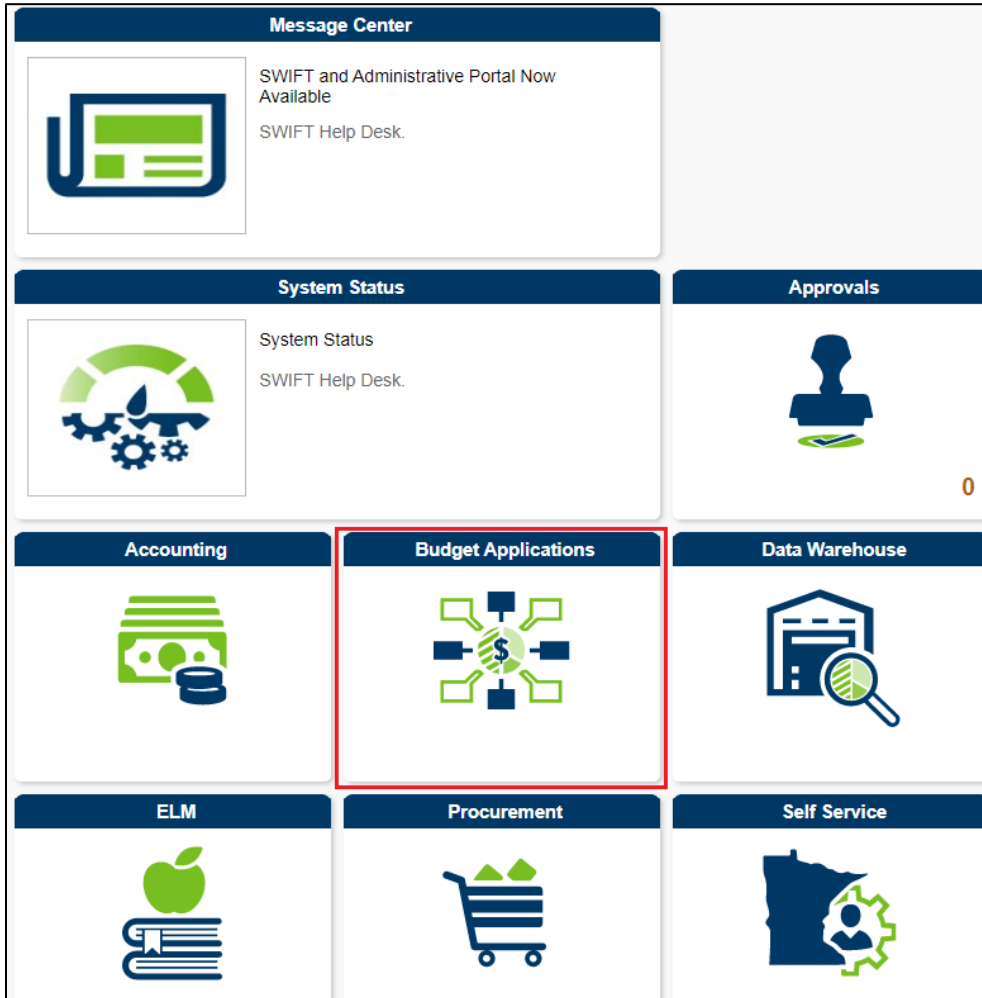 Message Center
SWIFT and Administrative Portal Now
Available
SWIFT Help Desk.
System Status
System Status
SWIFT Help Desk.
Approvals
0
Accounting
Budget Applications
$
Data Warehouse
ELM
Procurement
Self Service